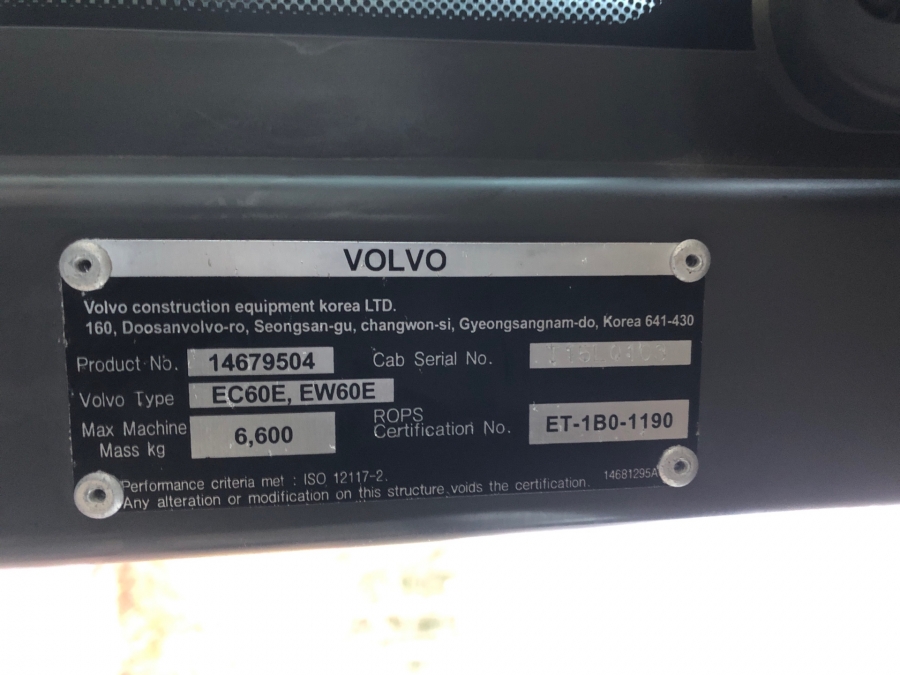 VOLVO
Volvo construction equipment korea LTD.
160, Doosanvolvo-ro, Seongsan-gu, changwon-si, Gyeongsangnam-do, Korea 641-430
Product No. 14679504 Cab Serial No.
Volvo Type EC60E, EW60E
Max Machine Mass kg 6,600 ROPS Certification No. ET-1B0-1190
Performance criteria met : ISO 12117-2. 14681295A
Any alteration or modification on this structure voids the certification.